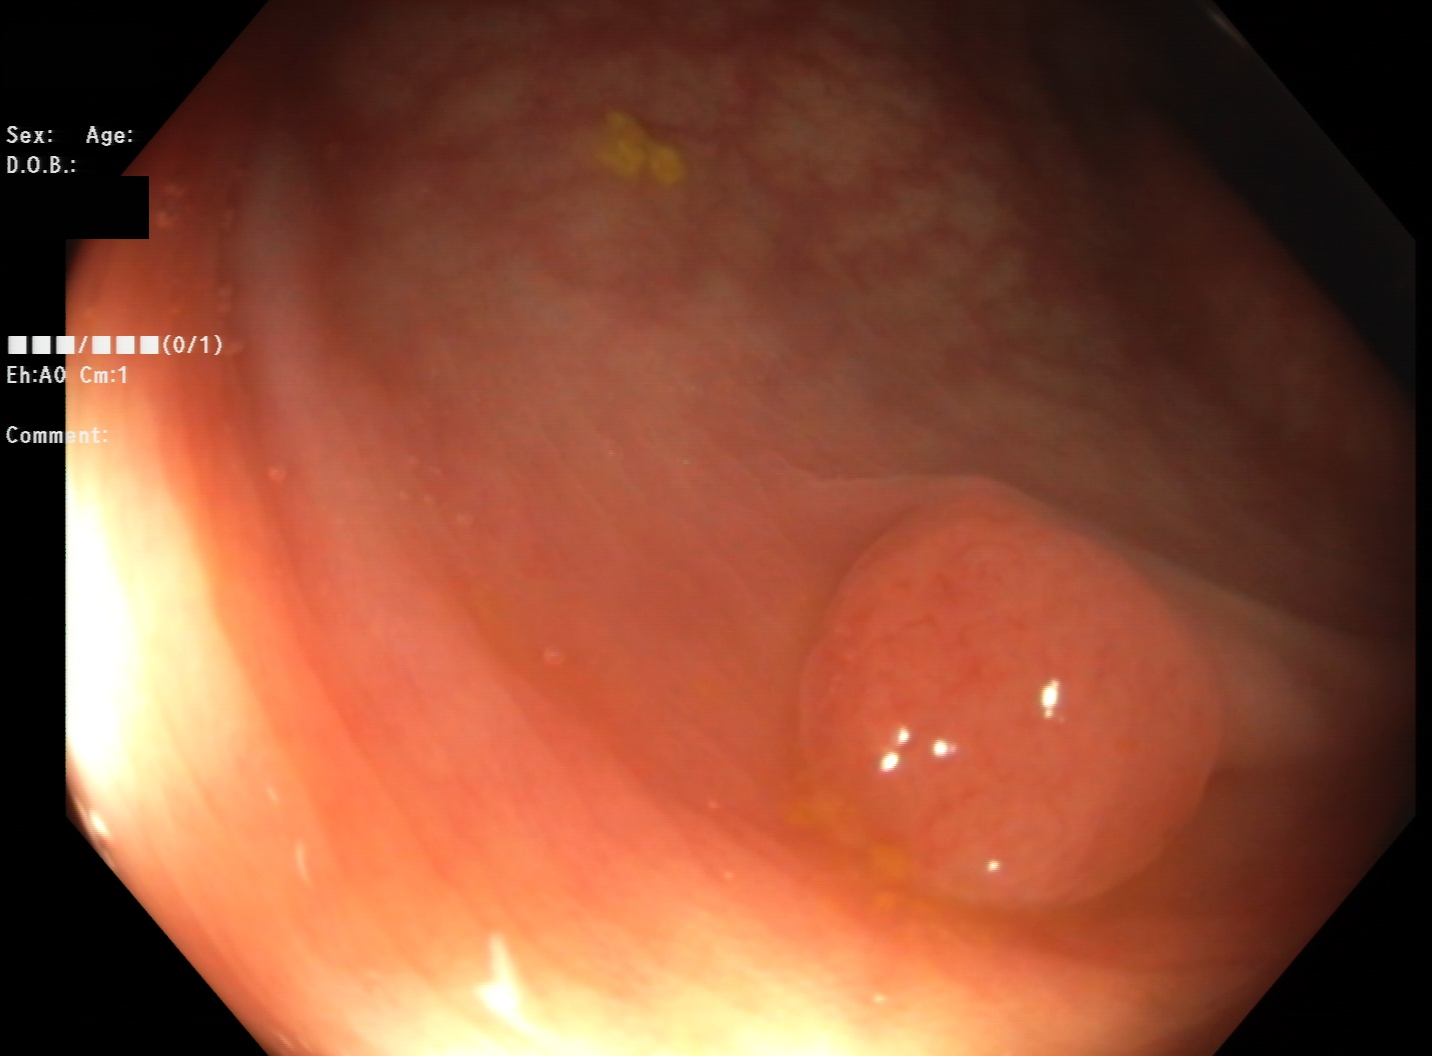 Sex: Age:
D.O.B.:
■■■/■■■(0/1)
Eh:A0 Cm:1
Comment: